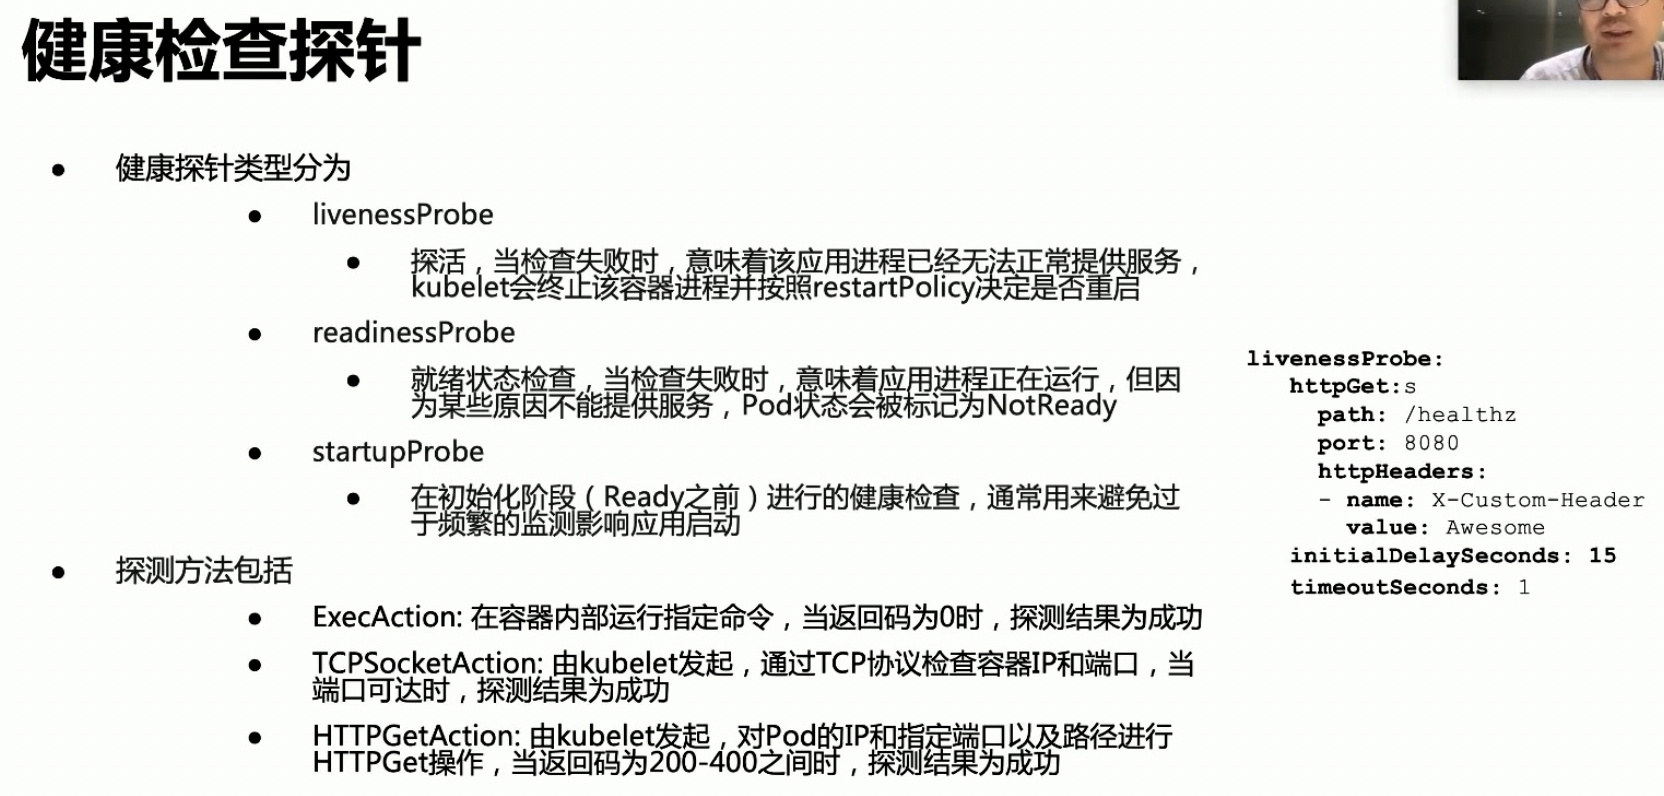 健康检查探针
● 健康探针类型分为
● livenessProbe
● 探活，当检查失败时，意味着该应用进程已经无法正常提供服务，
kubelet会终止该容器进程并按照restartPolicy决定是否重启
● readinessProbe
● 就绪状态检查，当检查失败时，意味着应用进程正在运行，但因
为某些原因不能提供服务，Pod状态会被标记为NotReady
● startupProbe
● 在初始化阶段（Ready之前）进行的健康检查，通常用来避免过
于频繁的监测影响应用启动
● 探测方法包括
● ExecAction: 在容器内部运行指定命令，当返回码为0时，探测结果为成功
● TCPSocketAction: 由kubelet发起，通过TCP协议检查容器IP和端口，当
端口可达时，探测结果为成功
● HTTPGetAction: 由kubelet发起，对Pod的IP和指定端口以及路径进行
HTTPGet操作，当返回码为200-400之间时，探测结果为成功
livenessProbe:
httpGet:s
path: /healthz
port: 8080
httpHeaders:
- name: X-Custom-Header
value: Awesome
initialDelaySeconds: 15
timeoutSeconds: 1